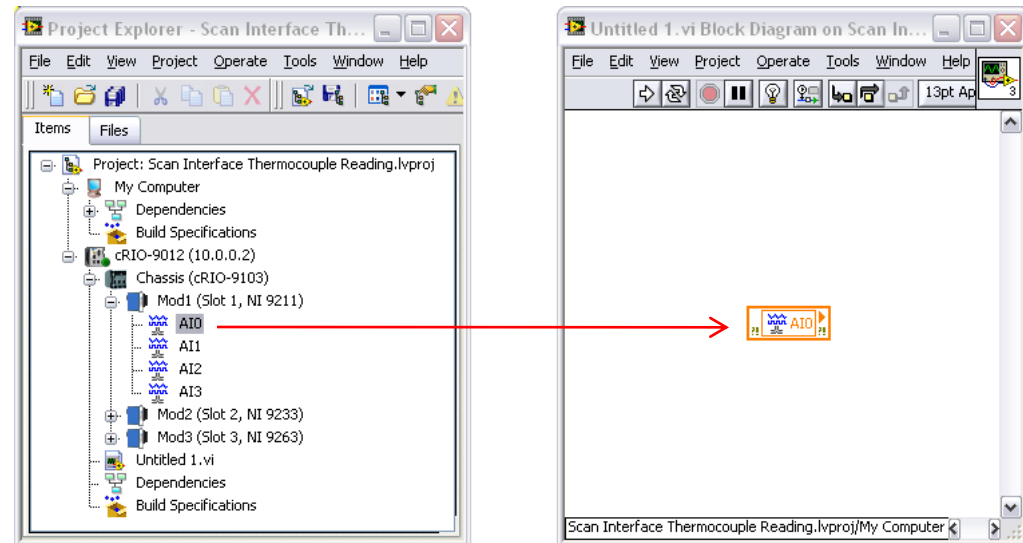 Project Explorer - Scan Interface Th...
File Edit View Project Operate Tools Window Help
Items Files
Project: Scan Interface Thermocouple Reading.lvproj
My Computer
Dependencies
Build Specifications
cRIO-9012 (10.0.0.2)
Chassis (cRIO-9103)
Mod1 (Slot 1, NI 9211)
AI0
AI1
AI2
AI3
Mod2 (Slot 2, NI 9233)
Mod3 (Slot 3, NI 9263)
Untitled 1.vi
Dependencies
Build Specifications
Untitled 1.vi Block Diagram on Scan In...
File Edit View Project Operate Tools Window Help
13pt Ap
3
?! AI0 ?!
Scan Interface Thermocouple Reading.lvproj/My Computer